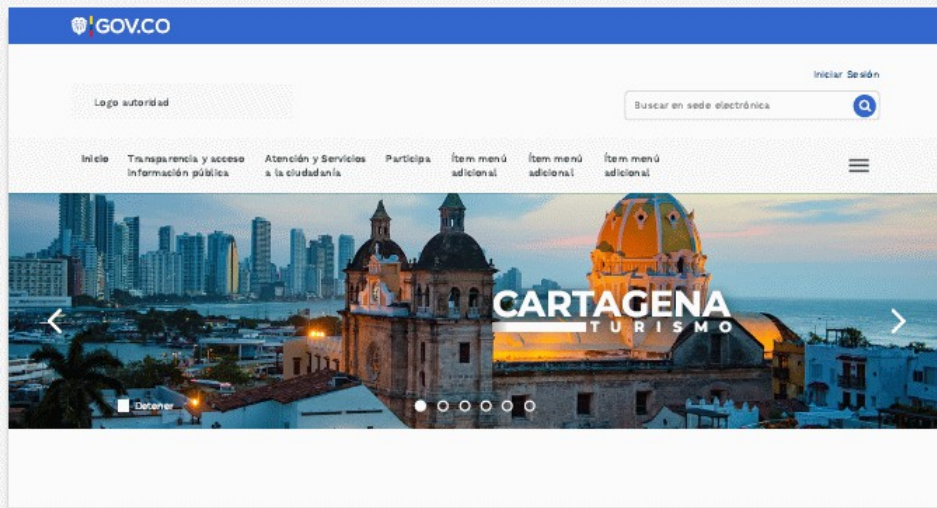 GOV.CO
Iniciar Sesión
Logo autoridad
Buscar en sede electrónica
Inicio
Transparencia y acceso
información pública
Atención y Servicios
a la ciudadanía
Participa
Ítem menú
adicional
Ítem menú
adicional
Ítem menú
adicional
CARTAGENA
TURISMO
Detener